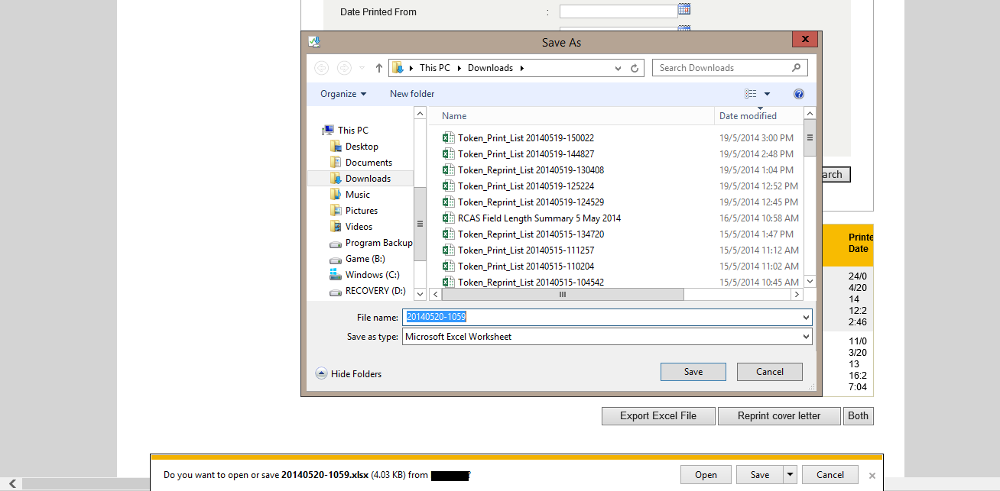 Date Printed From :
Save As
x
This PC Downloads
Search Downloads
Organize New folder
Name Date modified
This PC
Desktop
Documents
Downloads
Music
Pictures
Videos
Program Backup
Game (B:)
Windows (C:)
RECOVERY (D:)
Token_Print_List 20140519-150022 19/5/2014 3:00 PM
Token_Print_List 20140519-144827 19/5/2014 2:48 PM
Token_Reprint_List 20140519-130408 19/5/2014 1:04 PM
Token_Print_List 20140519-125224 19/5/2014 12:52 PM
Token_Reprint_List 20140519-124529 19/5/2014 12:45 PM
RCAS Field Length Summary 5 May 2014 16/5/2014 10:58 AM
Token_Reprint_List 20140515-134720 15/5/2014 1:47 PM
Token_Print_List 20140515-111257 15/5/2014 11:12 AM
Token_Print_List 20140515-110204 15/5/2014 11:02 AM
Token_Reprint_List 20140515-104542 15/5/2014 10:45 AM
File name: 20140520-1059
Save as type: Microsoft Excel Worksheet
Hide Folders
Save Cancel
arch
Printe
Date
24/0
4/20
14
12:2
2:46
11/0
3/20
13
16:2
7:04
Export Excel File Reprint cover letter Both
Do you want to open or save 20140520-1059.xlsx (4.03 KB) from ?
Open Save Cancel ×